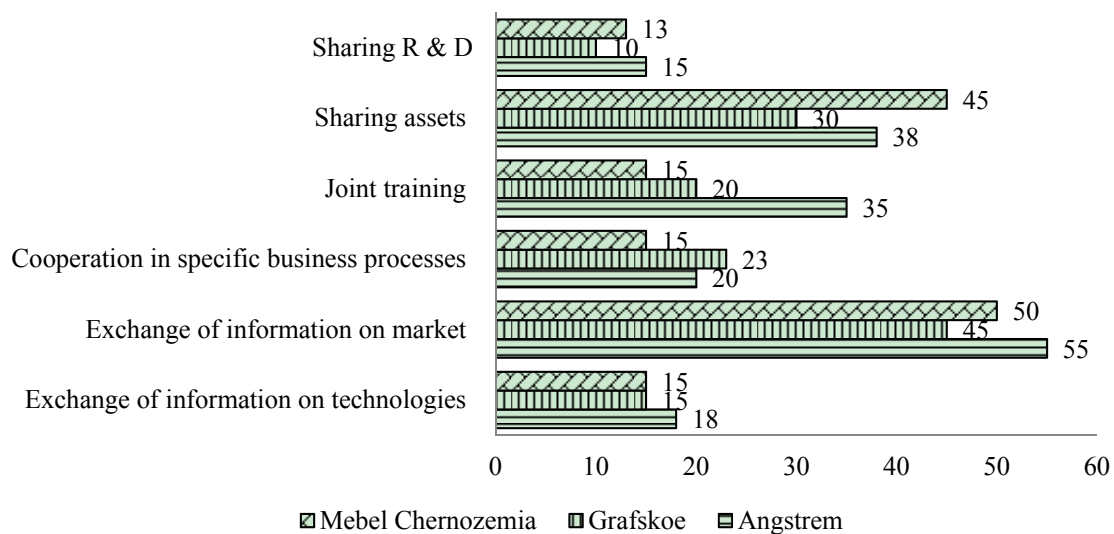 Sharing R & D
13
10
15
Sharing assets
45
30
38
Joint training
15
20
35
Cooperation in specific business processes
15
23
20
Exchange of information on market
50
45
55
Exchange of information on technologies
15
15
18
0 10 20 30 40 50 60
Mebel Chernozemia Grafskoe Angstrem